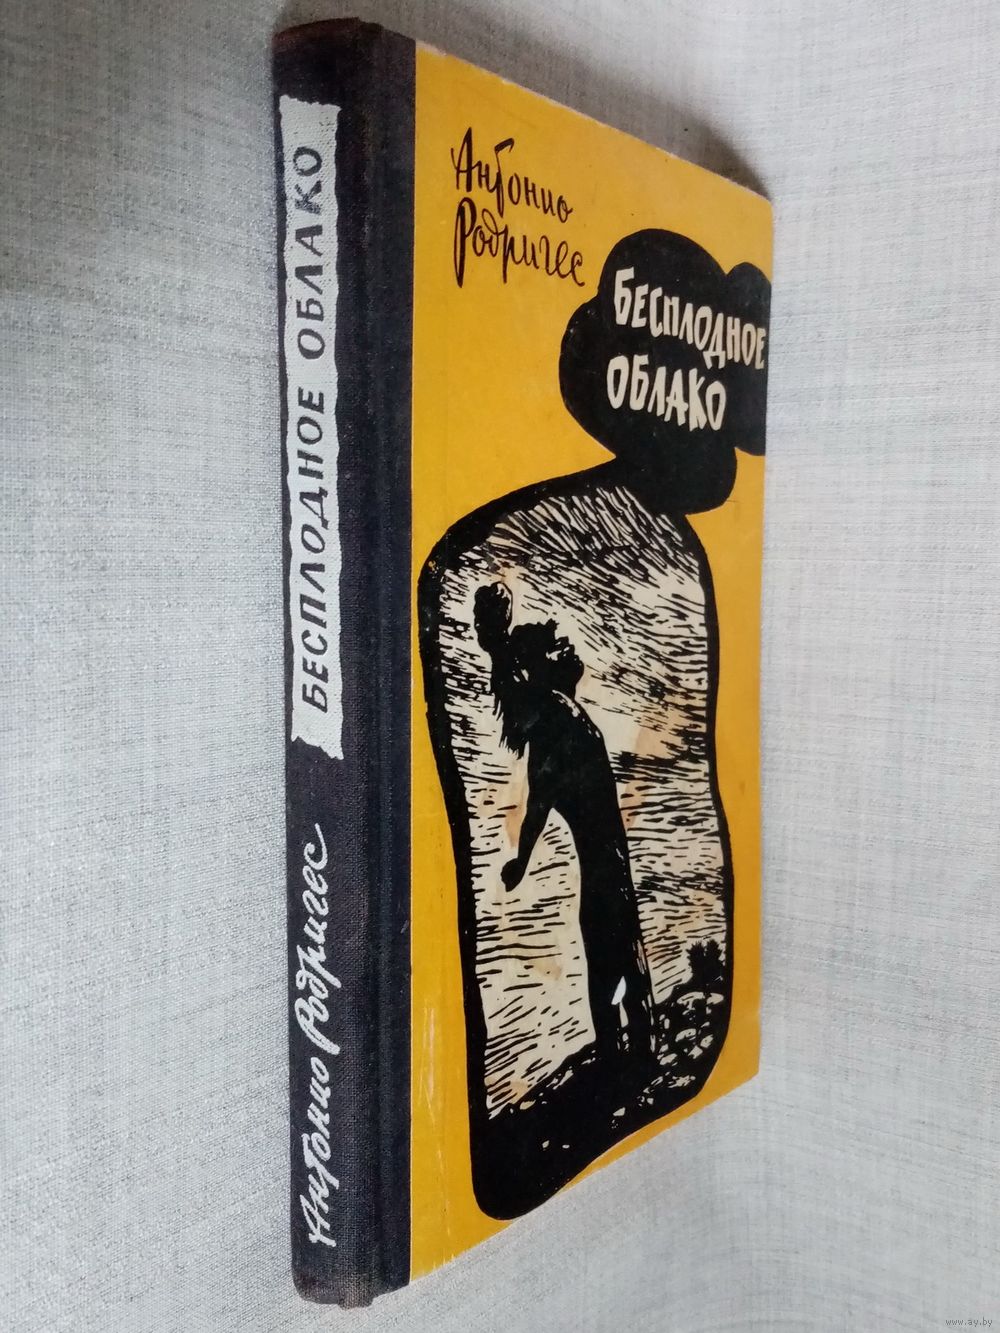 Антонио
Родригес
БЕСПЛОДНОЕ
ОБЛАКО
Антонио Родригес БЕСПЛОДНОЕ ОБЛАКО
www.ay.by